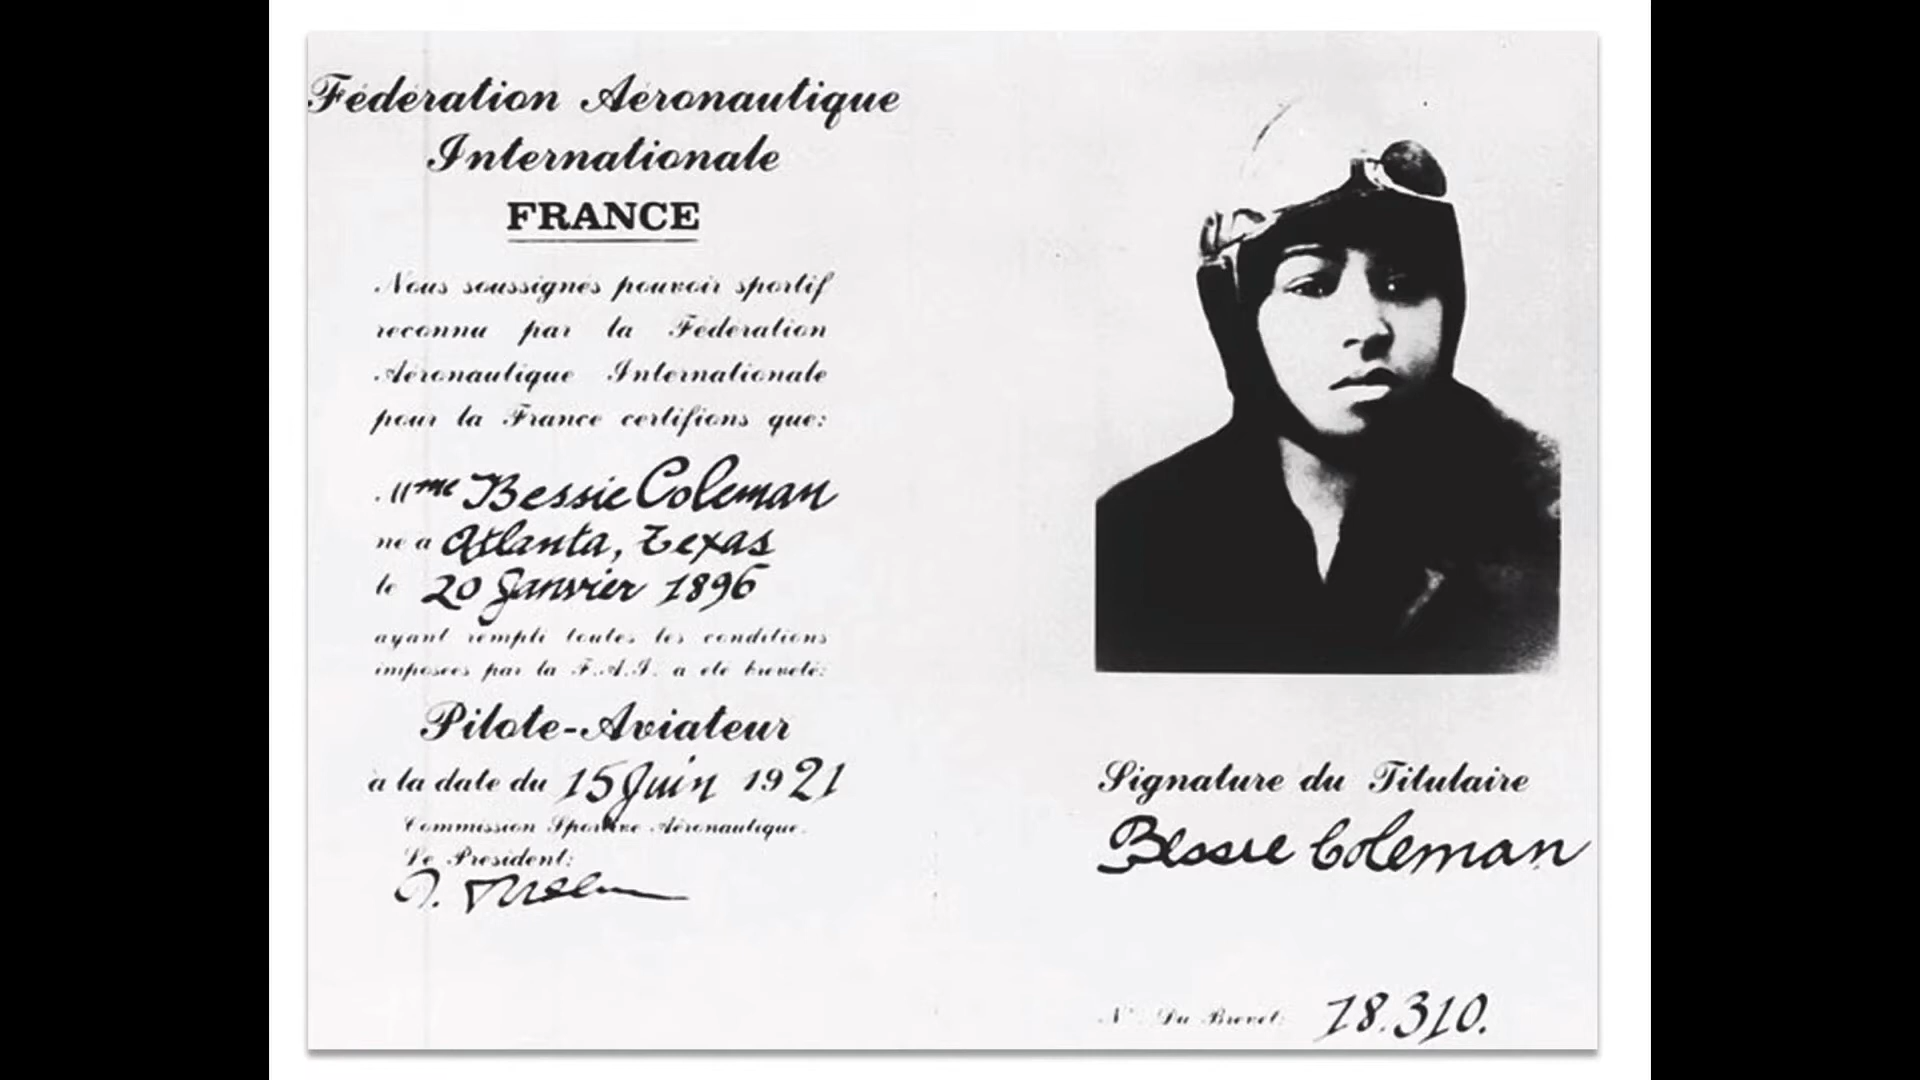 Fédération Aéronautique
Internationale
FRANCE
Nous soussignés pouvoir sportif
reconnu par la Fédération
Aéronautique Internationale
pour la France certifions que:
Mme Bessie Coleman
né à Atlanta, Texas
le 20 Janvier 1896
ayant rempli toutes les conditions
imposées par la F.A.I. a été breveté:
Pilote-Aviateur
à la date du 15 Juin 1921
Commission Sportive Aéronautique.
Le Président:
Signature du Titulaire
Bessie Coleman
No. Du Brevet: 18.310.